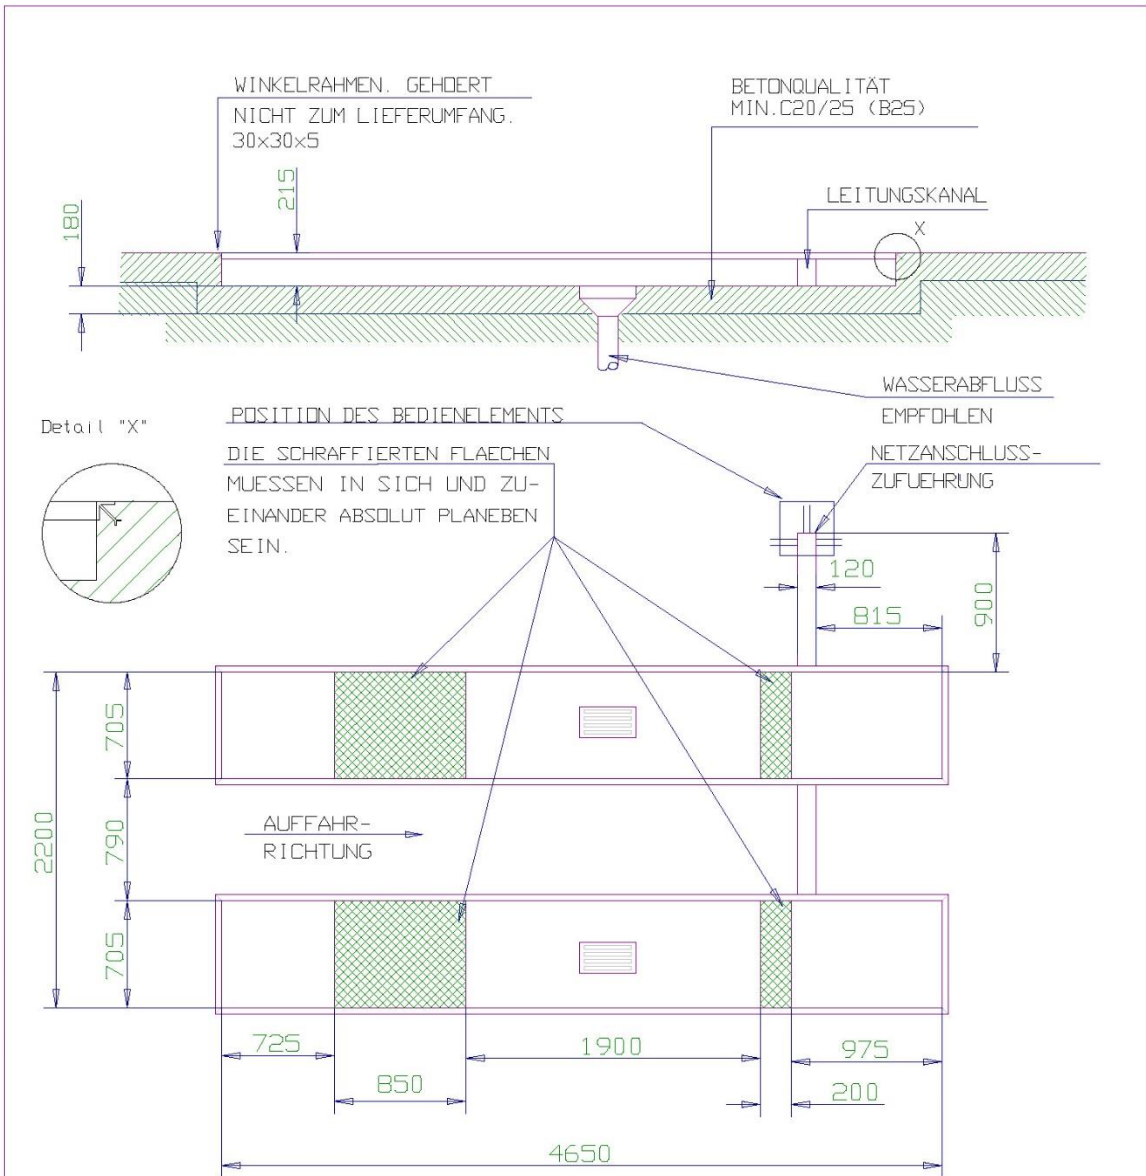 WINKELRAHMEN. GEHOERT
NICHT ZUM LIEFERUMFANG.
30x30x5
BETONQUALITÄT
MIN.C20/25 (B25)
215
180
LEITUNGSKANAL
X
WASSERABFLUSS
EMPFOHLEN
Detail "X"
POSITION DES BEDIENELEMENTS
DIE SCHRAFFIERTEN FLAECHEN
MUESSEN IN SICH UND ZU-
EINANDER ABSOLUT PLANEBEN
SEIN.
NETZANSCHLUSS-
ZUFUEHRUNG
120
815
900
705
790
2200
705
AUFFAHR-
RICHTUNG
725
850
1900
975
200
4650